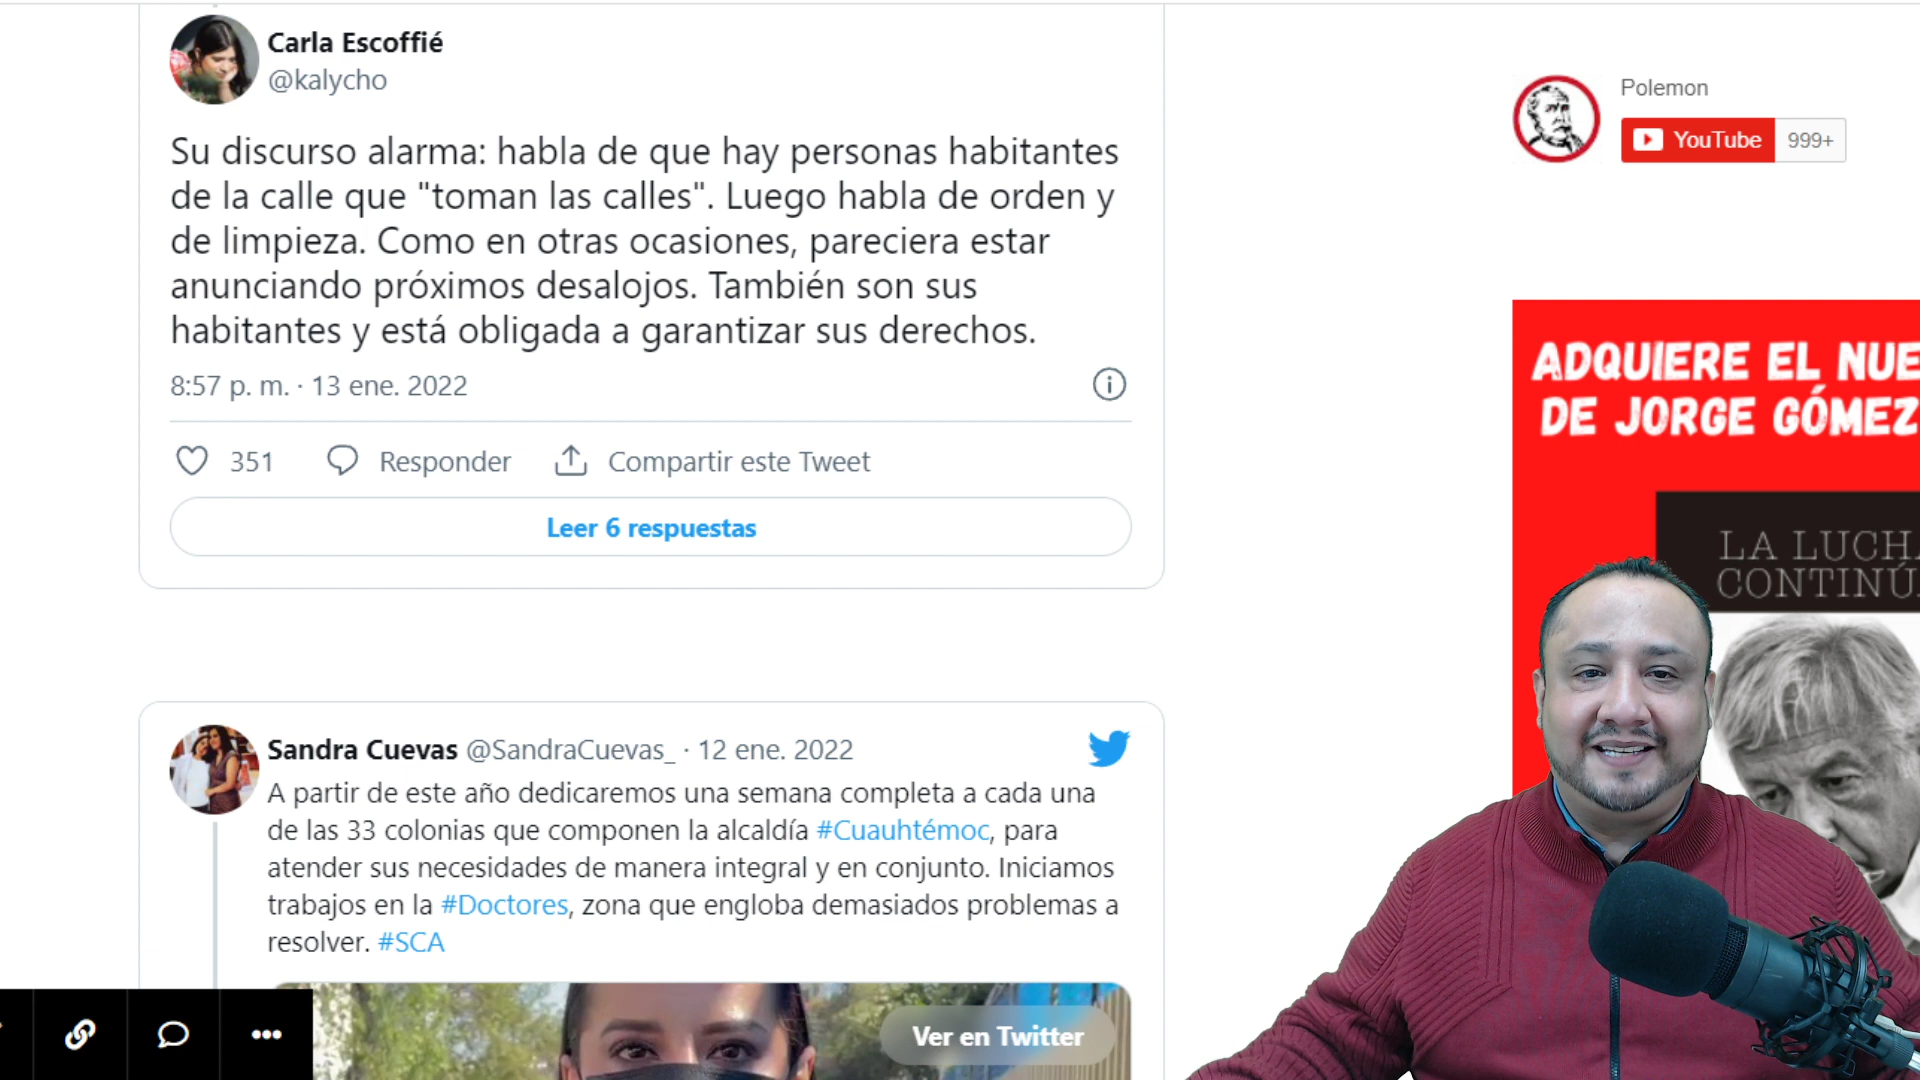 Carla Escoffié
@kalycho
Su discurso alarma: habla de que hay personas habitantes
de la calle que "toman las calles". Luego habla de orden y
de limpieza. Como en otras ocasiones, pareciera estar
anunciando próximos desalojos. También son sus
habitantes y está obligada a garantizar sus derechos.
8:57 p. m. · 13 ene. 2022
351 Responder Compartir este Tweet
Leer 6 respuestas
Sandra Cuevas @SandraCuevas_ · 12 ene. 2022
A partir de este año dedicaremos una semana completa a cada una
de las 33 colonias que componen la alcaldía #Cuauhtémoc, para
atender sus necesidades de manera integral y en conjunto. Iniciamos
trabajos en la #Doctores, zona que engloba demasiados problemas a
resolver. #SCA
Ver en Twitter
Polemon
YouTube 999+
ADQUIERE EL NUE
DE JORGE GÓMEZ
LA LUCHA
CONTINÚ